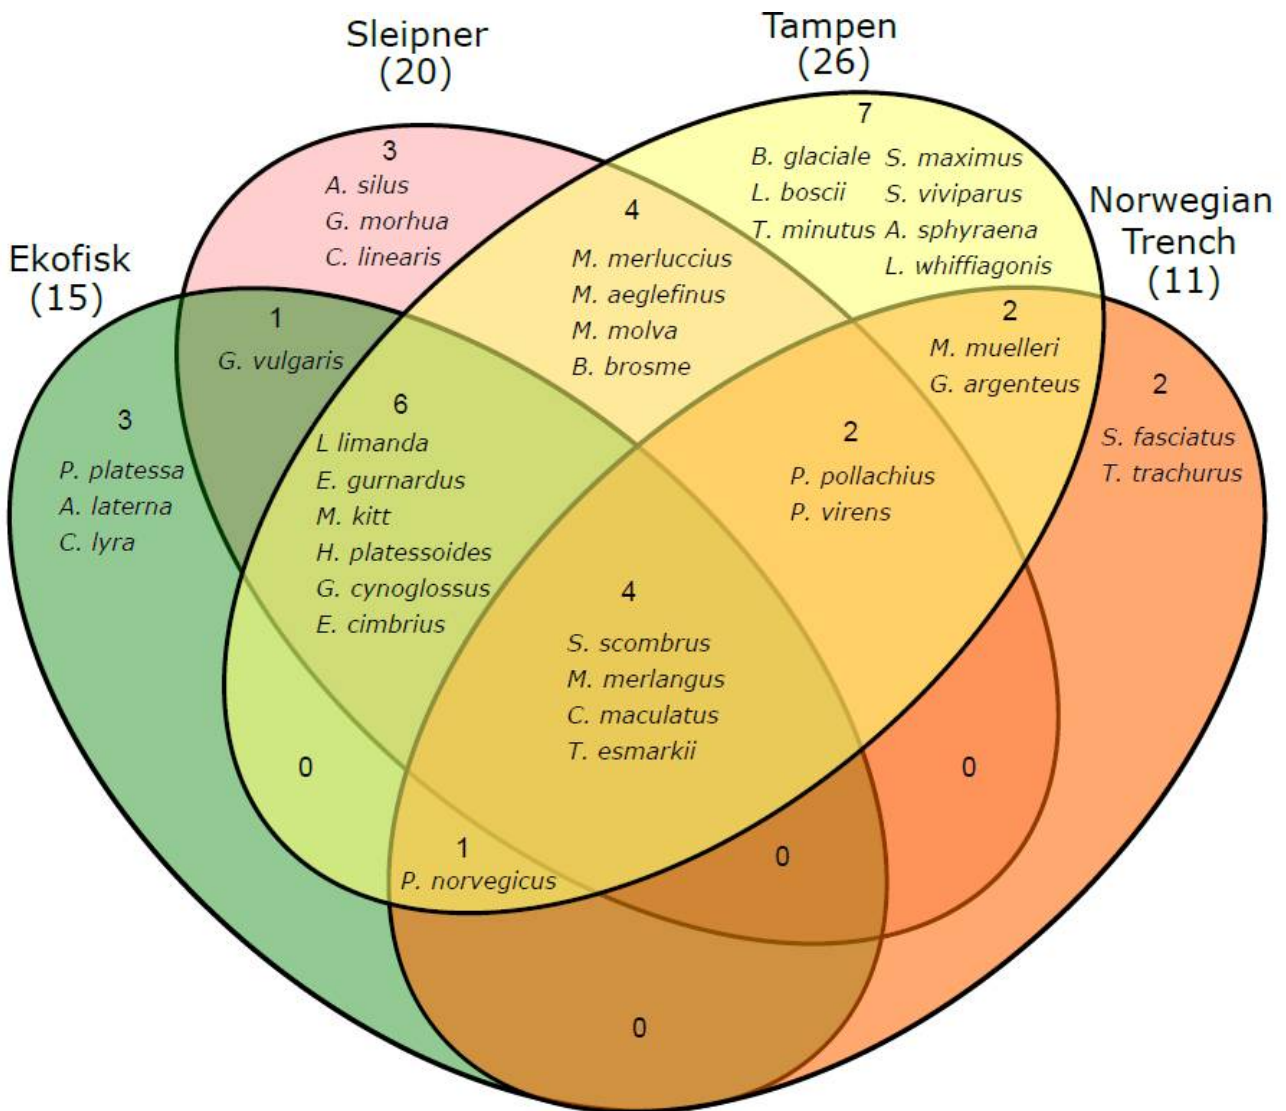 Sleipner
(20)
Tampen
(26)
Norwegian
Trench
(11)
Ekofisk
(15)
3
A. silus
G. morhua
C. linearis
7
B. glaciale
L. boscii
T. minutus
S. maximus
S. viviparus
A. sphyraena
L. whiffiagonis
4
M. merluccius
M. aeglefinus
M. molva
B. brosme
1
G. vulgaris
2
M. muelleri
G. argenteus
2
S. fasciatus
T. trachurus
3
P. platessa
A. laterna
C. lyra
6
L limanda
E. gurnardus
M. kitt
H. platessoides
G. cynoglossus
E. cimbrius
2
P. pollachius
P. virens
4
S. scombrus
M. merlangus
C. maculatus
T. esmarkii
0
0
1
P. norvegicus
0
0